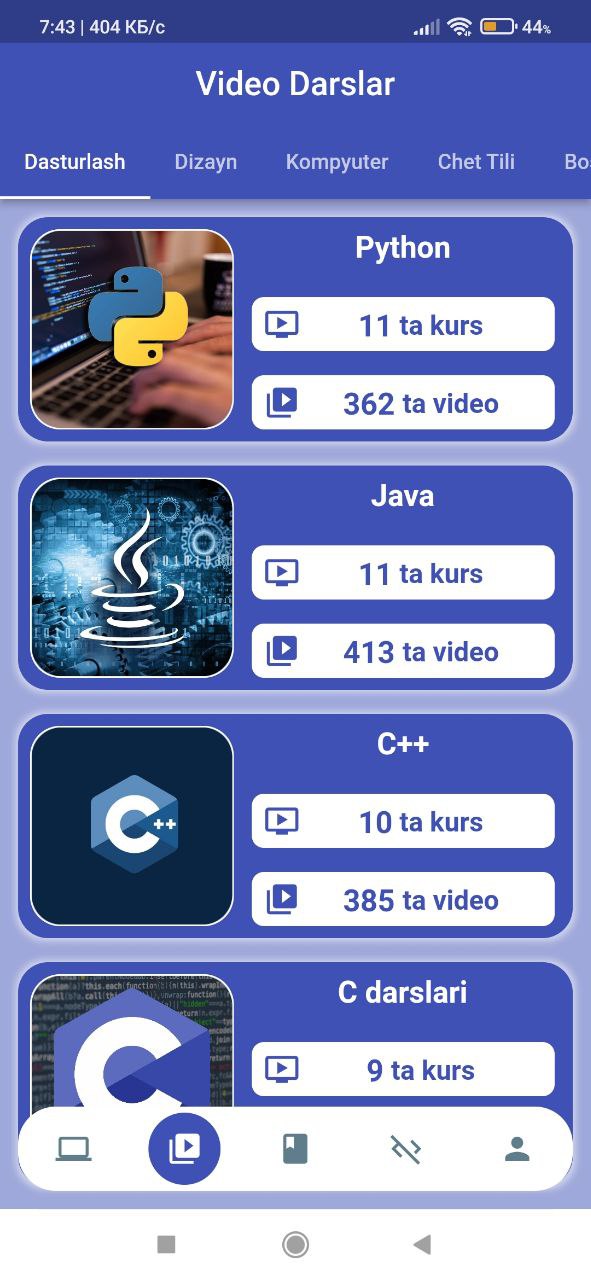 7:43 | 404 КБ/с 44%
Video Darslar
Dasturlash Dizayn Kompyuter Chet Tili
Python
11 ta kurs
362 ta video
Java
11 ta kurs
413 ta video
C++
C++
10 ta kurs
385 ta video
C darslari
9 ta kurs